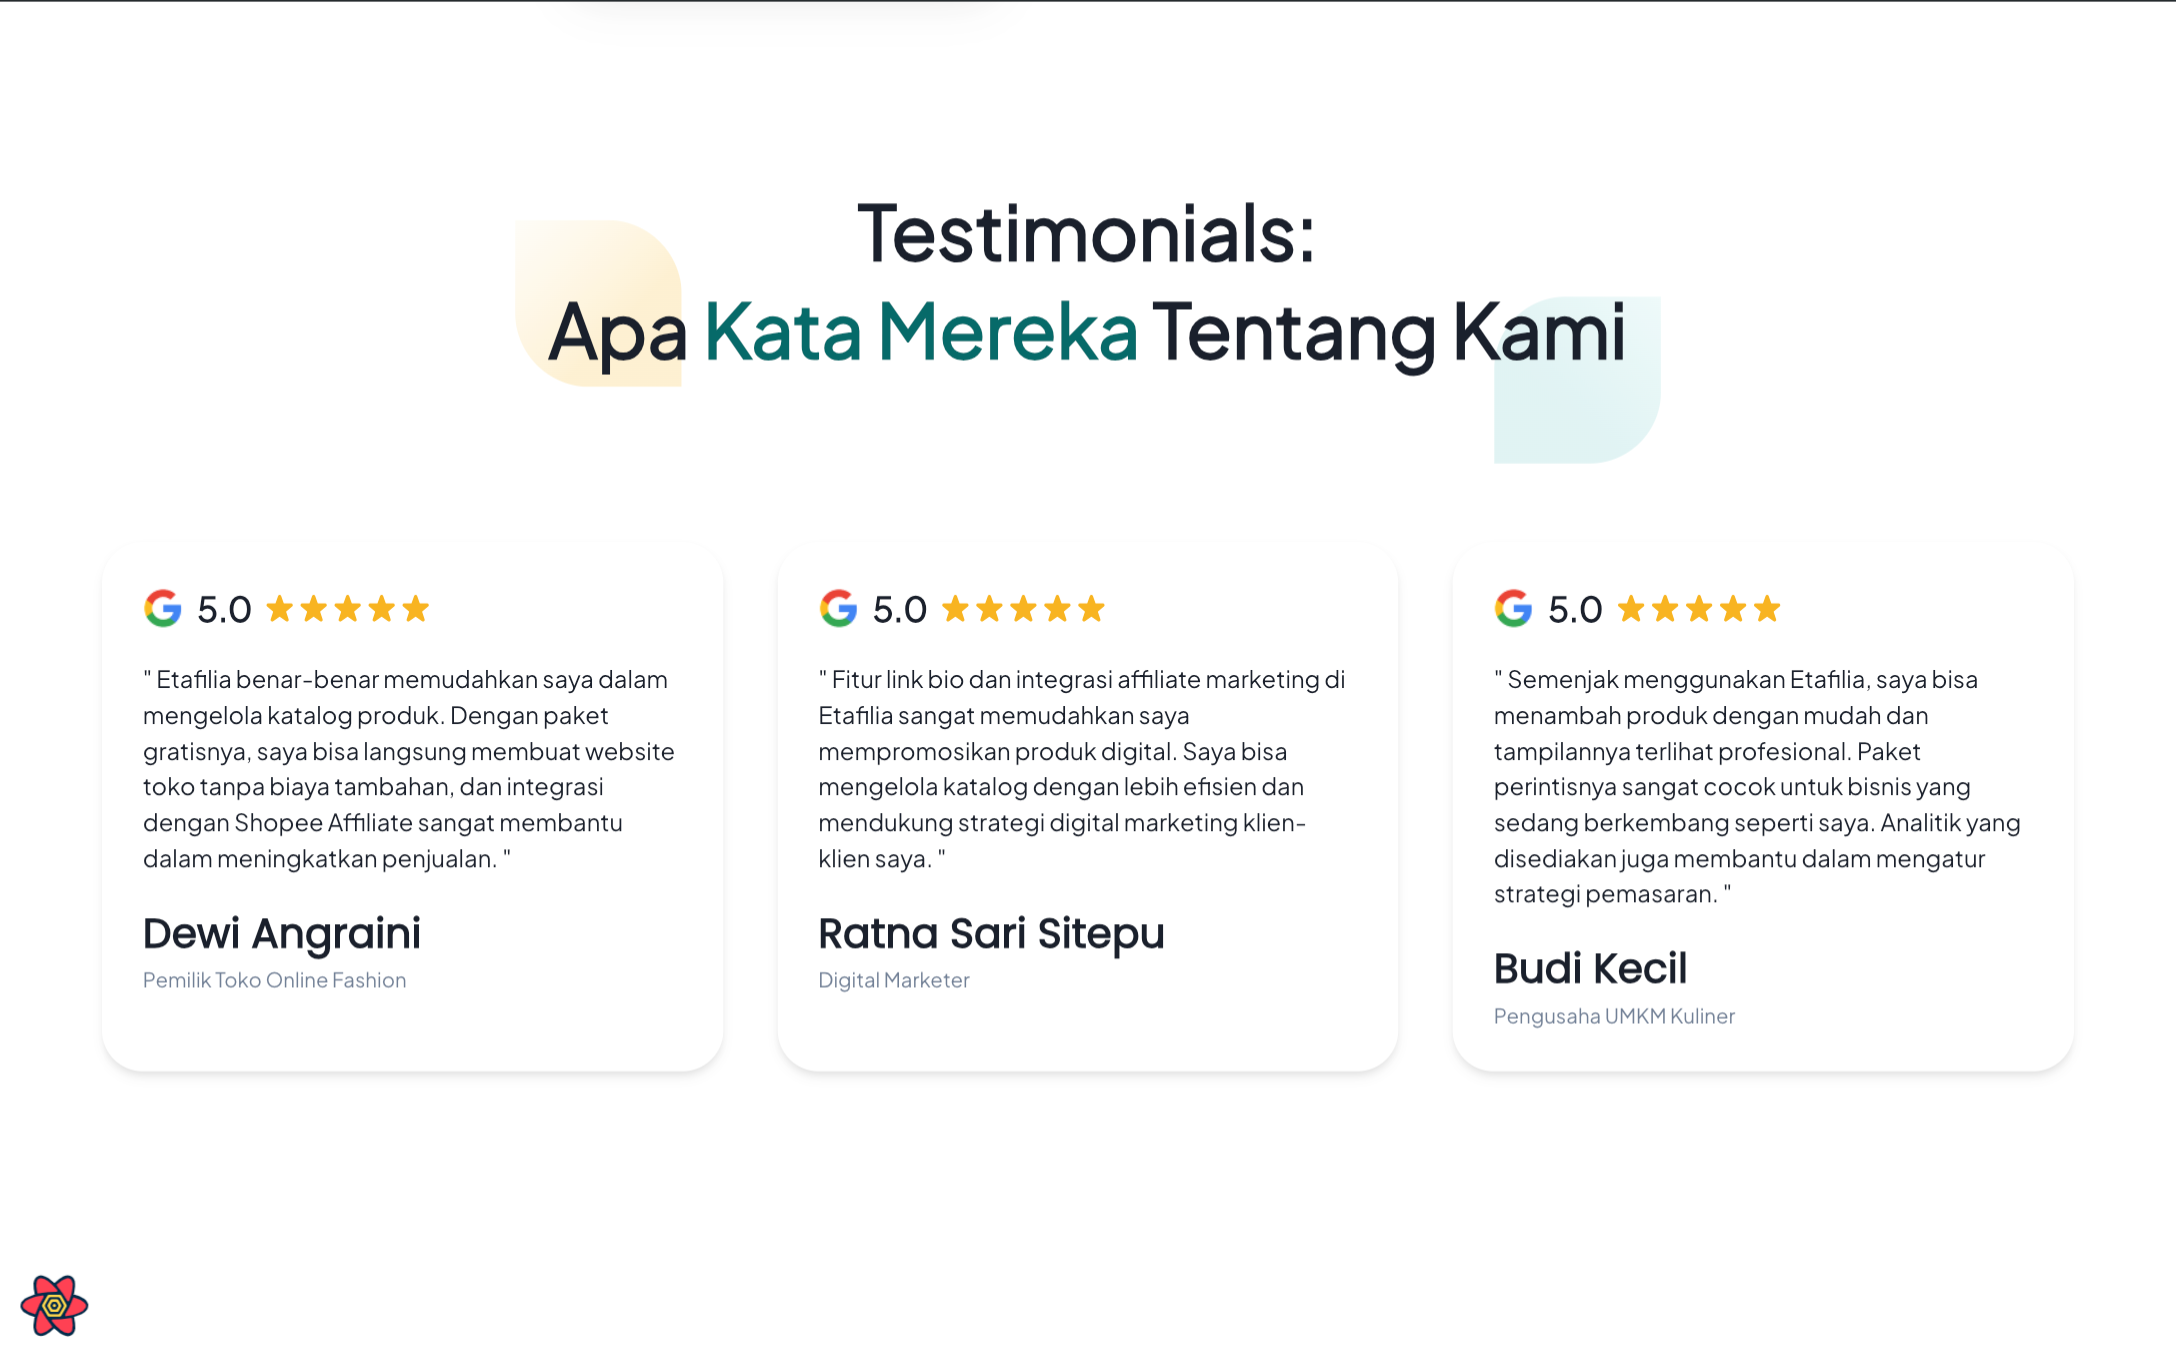 Testimonials:
Apa Kata Mereka Tentang Kami
5.0
" Etafilia benar-benar memudahkan saya dalam
mengelola katalog produk. Dengan paket
gratisnya, saya bisa langsung membuat website
toko tanpa biaya tambahan, dan integrasi
dengan Shopee Affiliate sangat membantu
dalam meningkatkan penjualan. "
Dewi Angraini
Pemilik Toko Online Fashion
5.0
" Fitur link bio dan integrasi affiliate marketing di
Etafilia sangat memudahkan saya
mempromosikan produk digital. Saya bisa
mengelola katalog dengan lebih efisien dan
mendukung strategi digital marketing klien-
klien saya. "
Ratna Sari Sitepu
Digital Marketer
5.0
" Semenjak menggunakan Etafilia, saya bisa
menambah produk dengan mudah dan
tampilannya terlihat profesional. Paket
perintisnya sangat cocok untuk bisnis yang
sedang berkembang seperti saya. Analitik yang
disediakan juga membantu dalam mengatur
strategi pemasaran. "
Budi Kecil
Pengusaha UMKM Kuliner